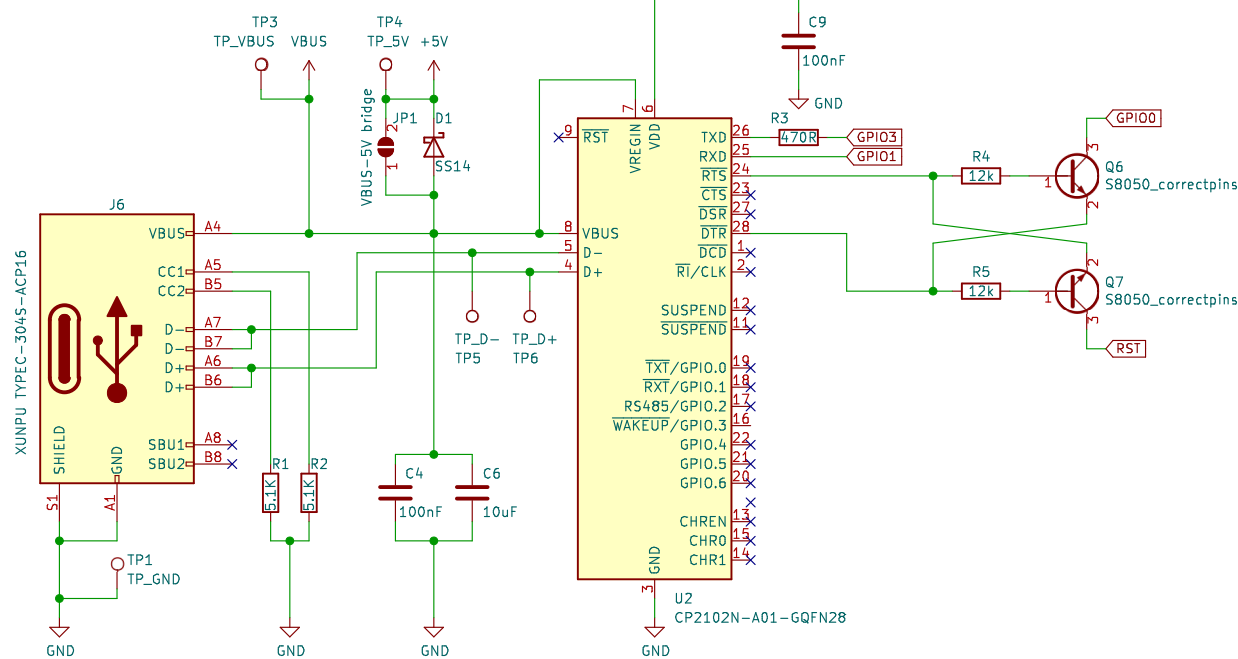 TP3
TP_VBUS
VBUS
TP4
TP_5V
+5V
C9
100nF
GND
VBUS-5V bridge
JP1
2
1
D1
SS14
J6
XUNPU TYPEC-304S-ACP16
VBUS A4
CC1 A5
CC2 B5
D- A7
D- B7
D+ A6
D+ B6
SBU1 A8
SBU2 B8
SHIELD
GND
S1
A1
TP1
TP_GND
GND
R1
5.1K
R2
5.1K
GND
C4
100nF
C6
10uF
GND
TP_D-
TP5
TP_D+
TP6
7
6
VREGIN
VDD
9 RST
8 VBUS
5 D-
4 D+
TXD 26
RXD 25
RTS 24
CTS 23
DSR 27
DTR 28
DCD 1
RI/CLK 2
SUSPEND 12
SUSPEND 11
TXT/GPIO.0 19
RXT/GPIO.1 18
RS485/GPIO.2 17
WAKEUP/GPIO.3 16
GPIO.4 22
GPIO.5 21
GPIO.6 20
CHREN 13
CHR0 15
CHR1 14
GND
3
U2
CP2102N-A01-GQFN28
GND
R3
470R
GPIO3
GPIO1
GPIO0
R4
12k
3
1
2
Q6
S8050_correctpins
R5
12k
2
1
3
Q7
S8050_correctpins
RST